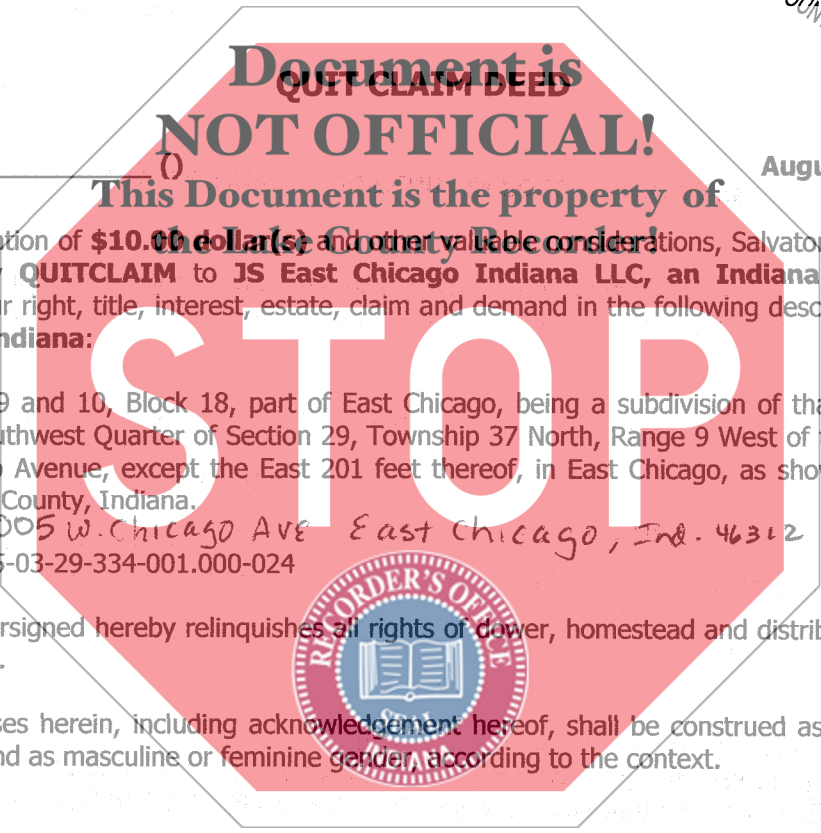 Document is
QUIT CLAIM DEED
NOT OFFICIAL!
()
Augu
This Document is the property of
the Lake County Recorder!
tion of $10.00 dollar(s) and other valuable considerations, Salvator
QUITCLAIM to JS East Chicago Indiana LLC, an Indiana
r right, title, interest, estate, claim and demand in the following desc
ndiana:
9 and 10, Block 18, part of East Chicago, being a subdivision of tha
uthwest Quarter of Section 29, Township 37 North, Range 9 West of
Avenue, except the East 201 feet thereof, in East Chicago, as sho
County, Indiana.
005 W. Chicago AVE East Chicago, Ind. 46312
-03-29-334-001.000-024
STOP
rsigned hereby relinquishes all rights of dower, homestead and distrib
.
RECORDER'S OFFICE
SEAL
INDIANA
ses herein, including acknowledgement hereof, shall be construed as
nd as masculine or feminine gender, according to the context.